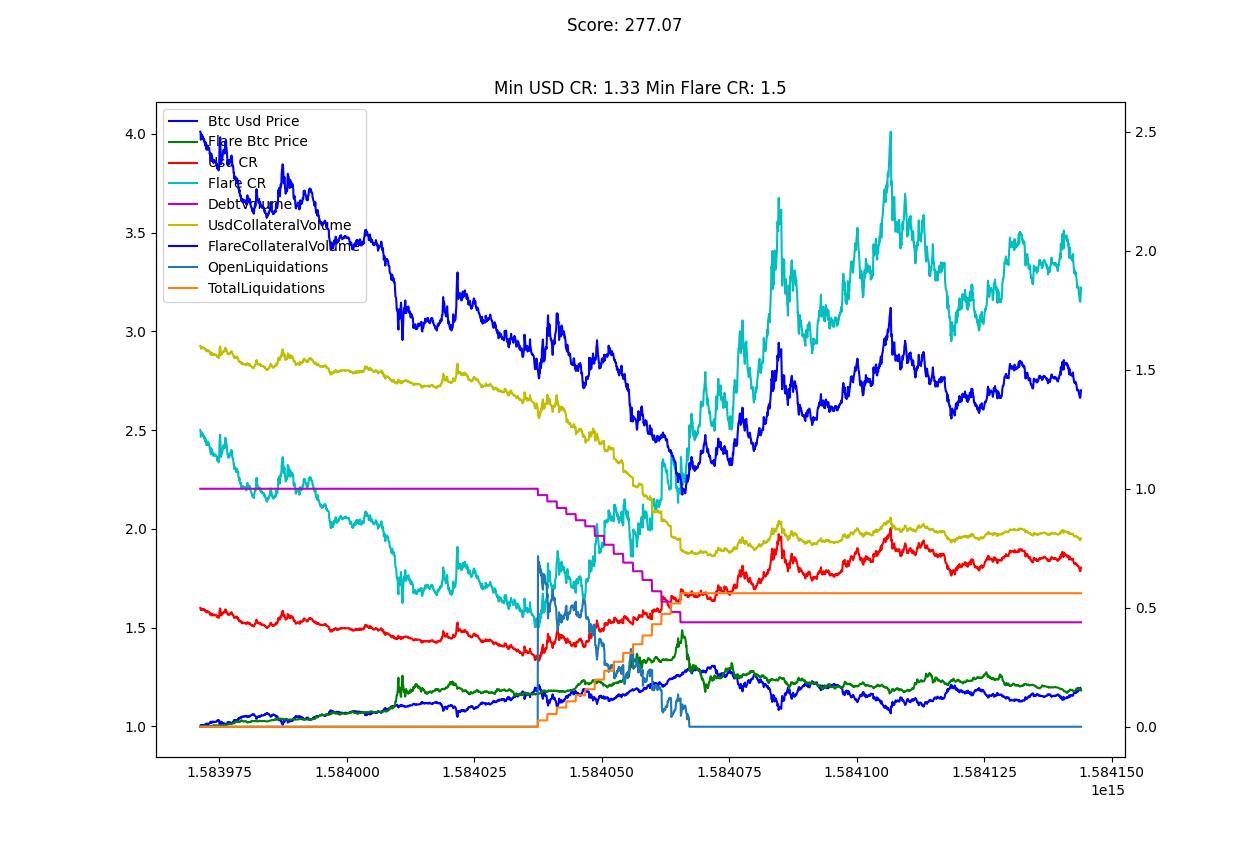 Score: 277.07
Min USD CR: 1.33 Min Flare CR: 1.5
Btc Usd Price
Flare Btc Price
Usd CR
Flare CR
DebtVolume
UsdCollateralVolume
FlareCollateralVolume
OpenLiquidations
TotalLiquidations
4.0
3.5
3.0
2.5
2.0
1.5
1.0
2.5
2.0
1.5
1.0
0.5
0.0
1.583975
1.584000
1.584025
1.584050
1.584075
1.584100
1.584125
1.584150
1e15